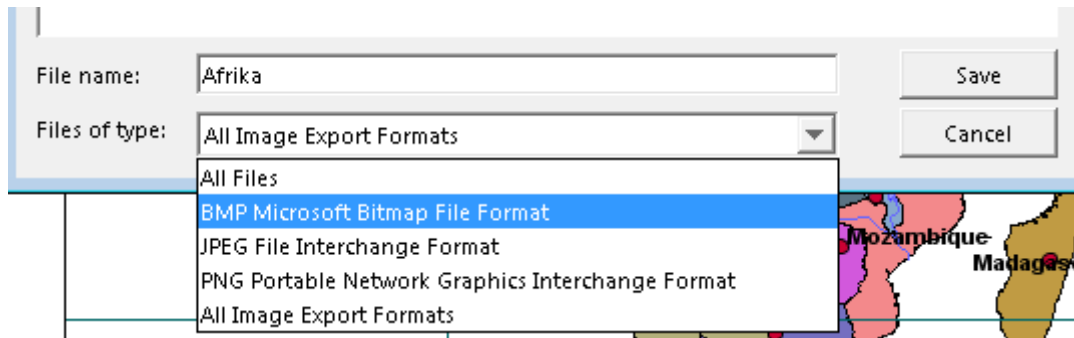 File name: Afrika Save
Files of type: All Image Export Formats Cancel
All Files
BMP Microsoft Bitmap File Format
JPEG File Interchange Format
PNG Portable Network Graphics Interchange Format
All Image Export Formats
Mozambique
Madagas